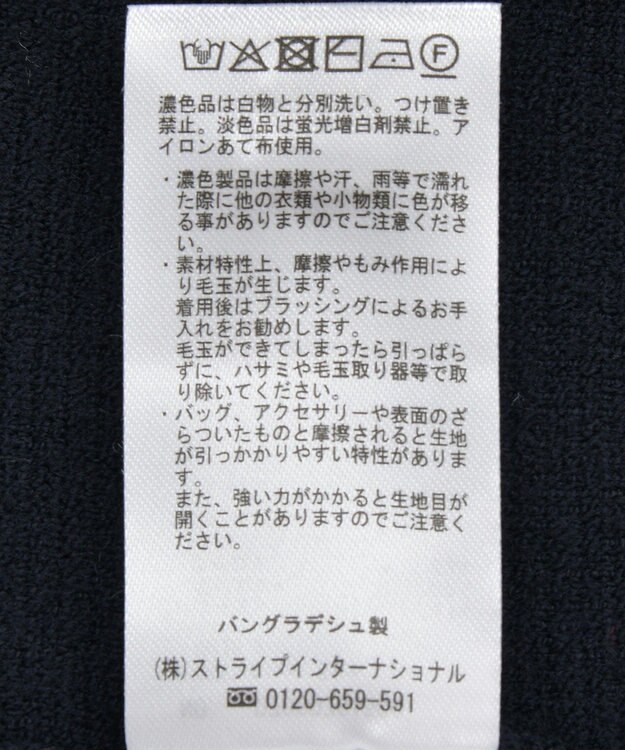 F
濃色品は白物と分別洗い。つけ置き
禁止。淡色品は蛍光増白剤禁止。ア
イロンあて布使用。
・濃色製品は摩擦や汗、雨等で濡れ
た際に他の衣類や小物類に色が移
る事がありますのでご注意くださ
い。
・素材特性上、摩擦やもみ作用によ
り毛玉が生じます。
着用後はブラッシングによるお手
入れをお勧めします。
毛玉ができてしまったら引っぱら
ずに、ハサミや毛玉取り器等で取
り除いてください。
・バッグ、アクセサリーや表面のざ
らついたものと摩擦されると生地
が引っかかりやすい特性がありま
す。
また、強い力がかかると生地目が
開くことがありますのでご注意く
ださい。
バングラデシュ製
(株)ストライプインターナショナル
0120-659-591